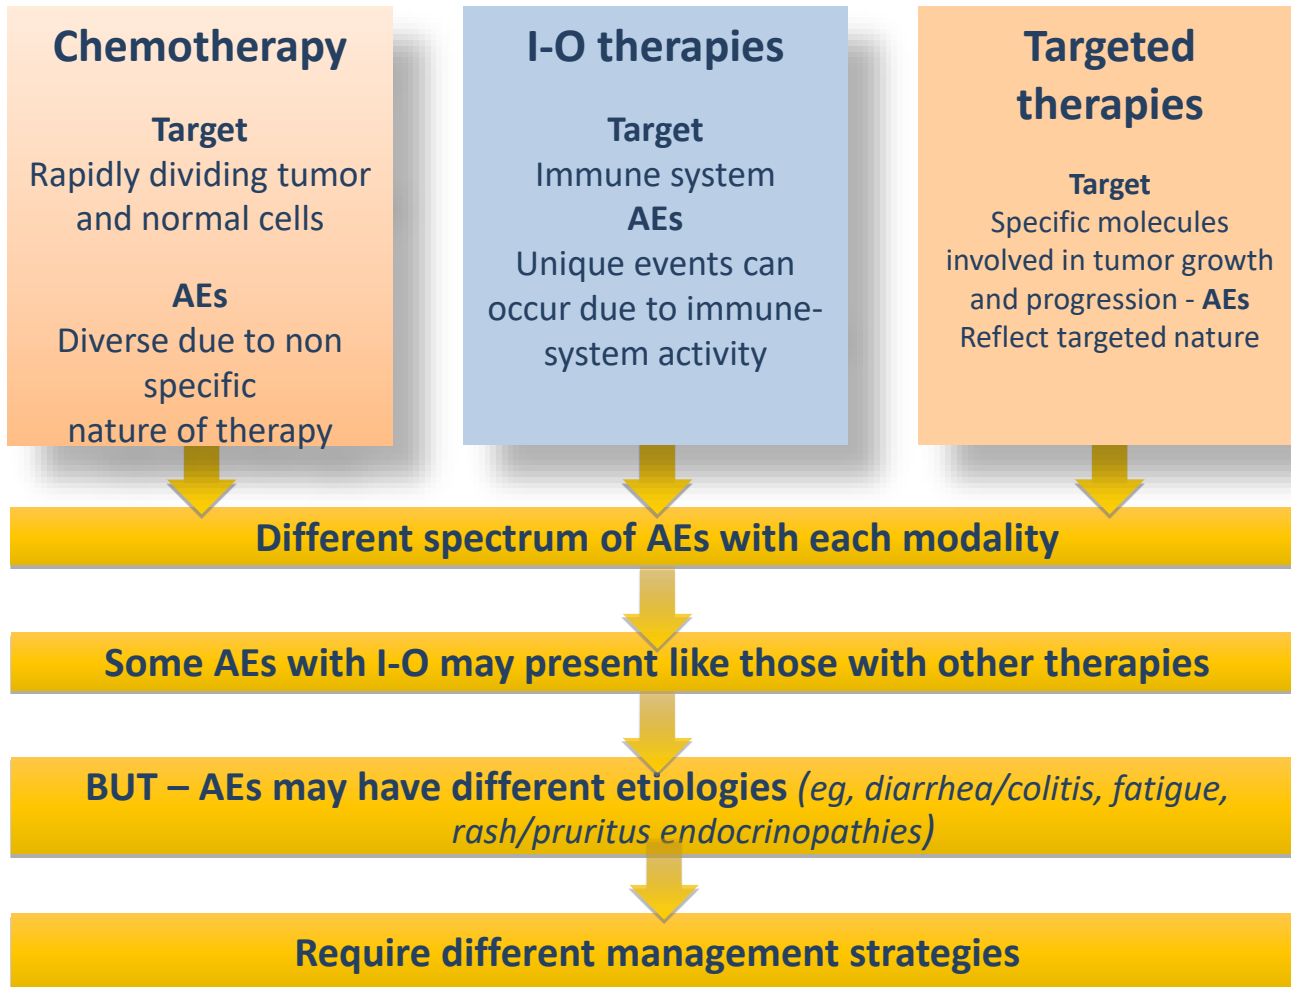 Chemotherapy
Target
Rapidly dividing tumor
and normal cells
AEs
Diverse due to non
specific
nature of therapy
I-O therapies
Target
Immune system
AEs
Unique events can
occur due to immune-
system activity
Targeted
therapies
Target
Specific molecules
involved in tumor growth
and progression - AEs
Reflect targeted nature
Different spectrum of AEs with each modality
Some AEs with I-O may present like those with other therapies
BUT – AEs may have different etiologies (eg, diarrhea/colitis, fatigue,
rash/pruritus endocrinopathies)
Require different management strategies